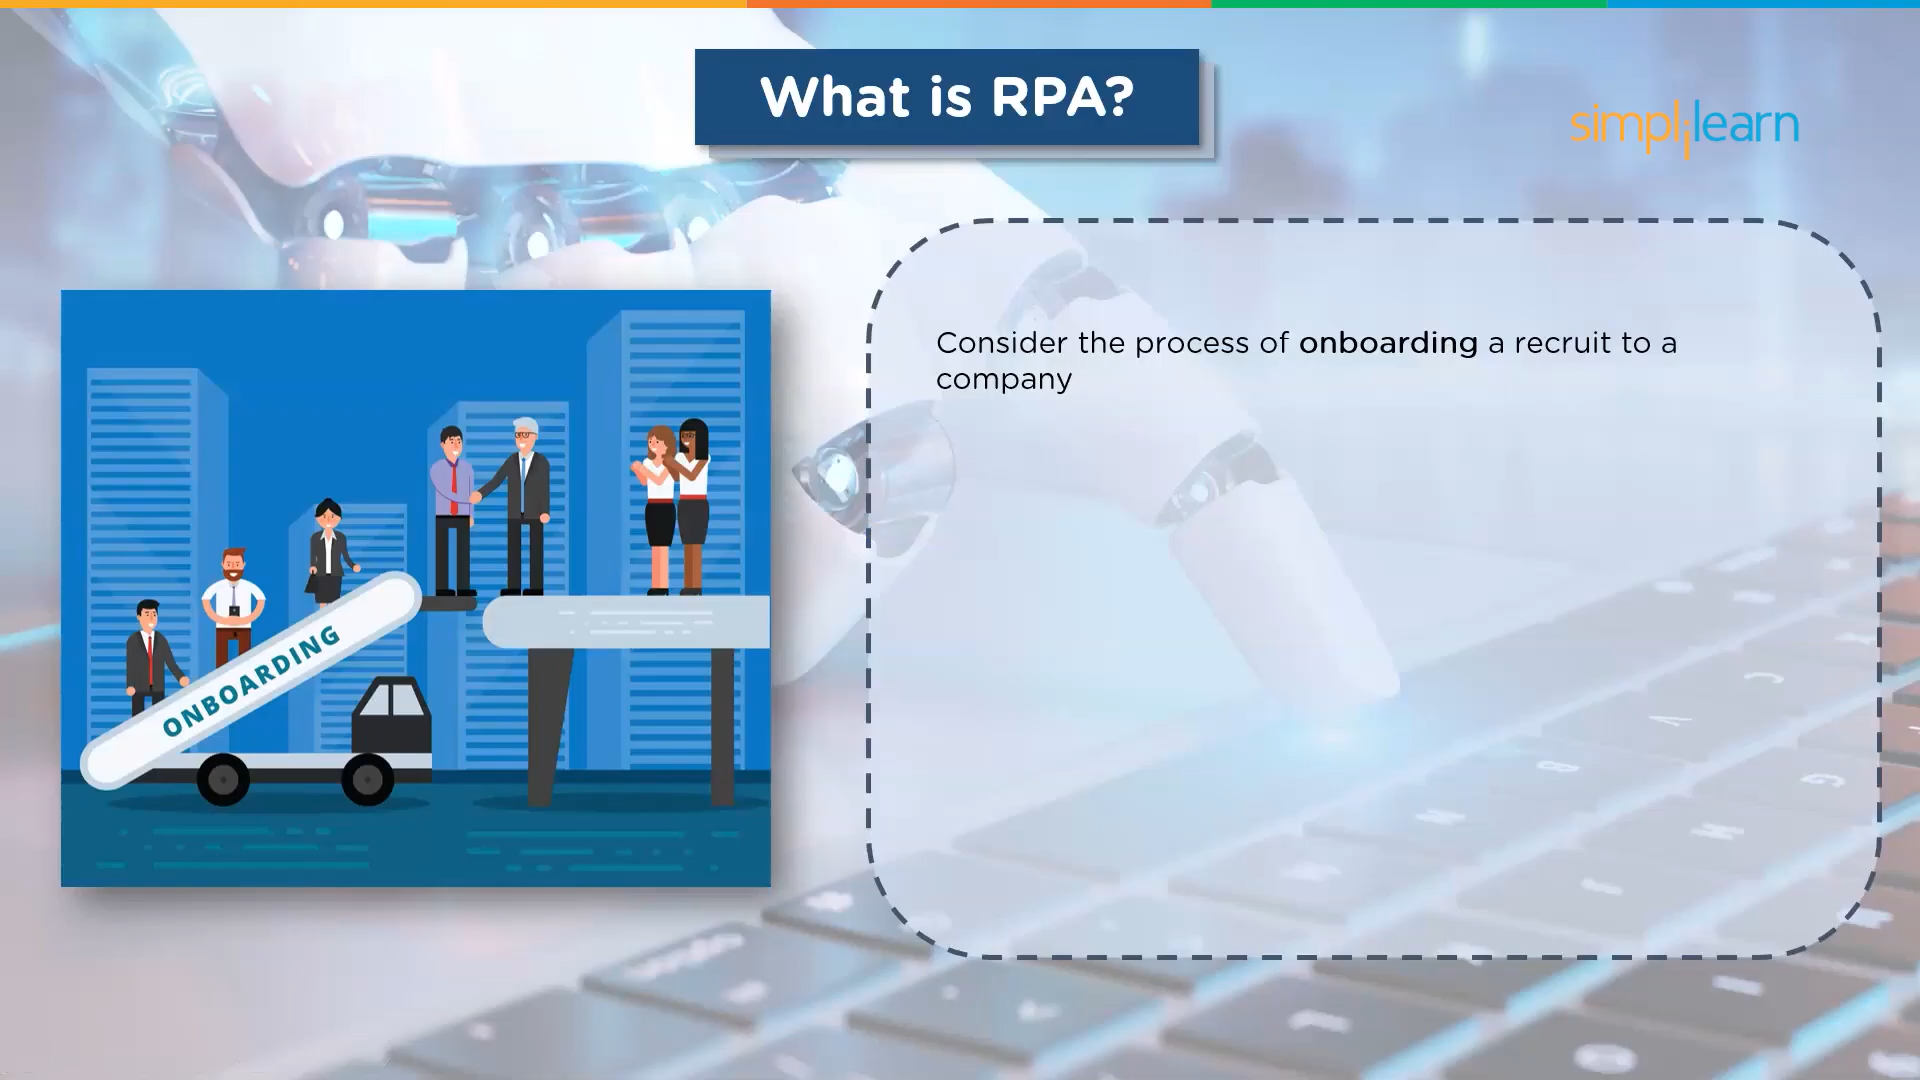 What is RPA?
simplilearn
Consider the process of onboarding a recruit to a
company
ONBOARDING